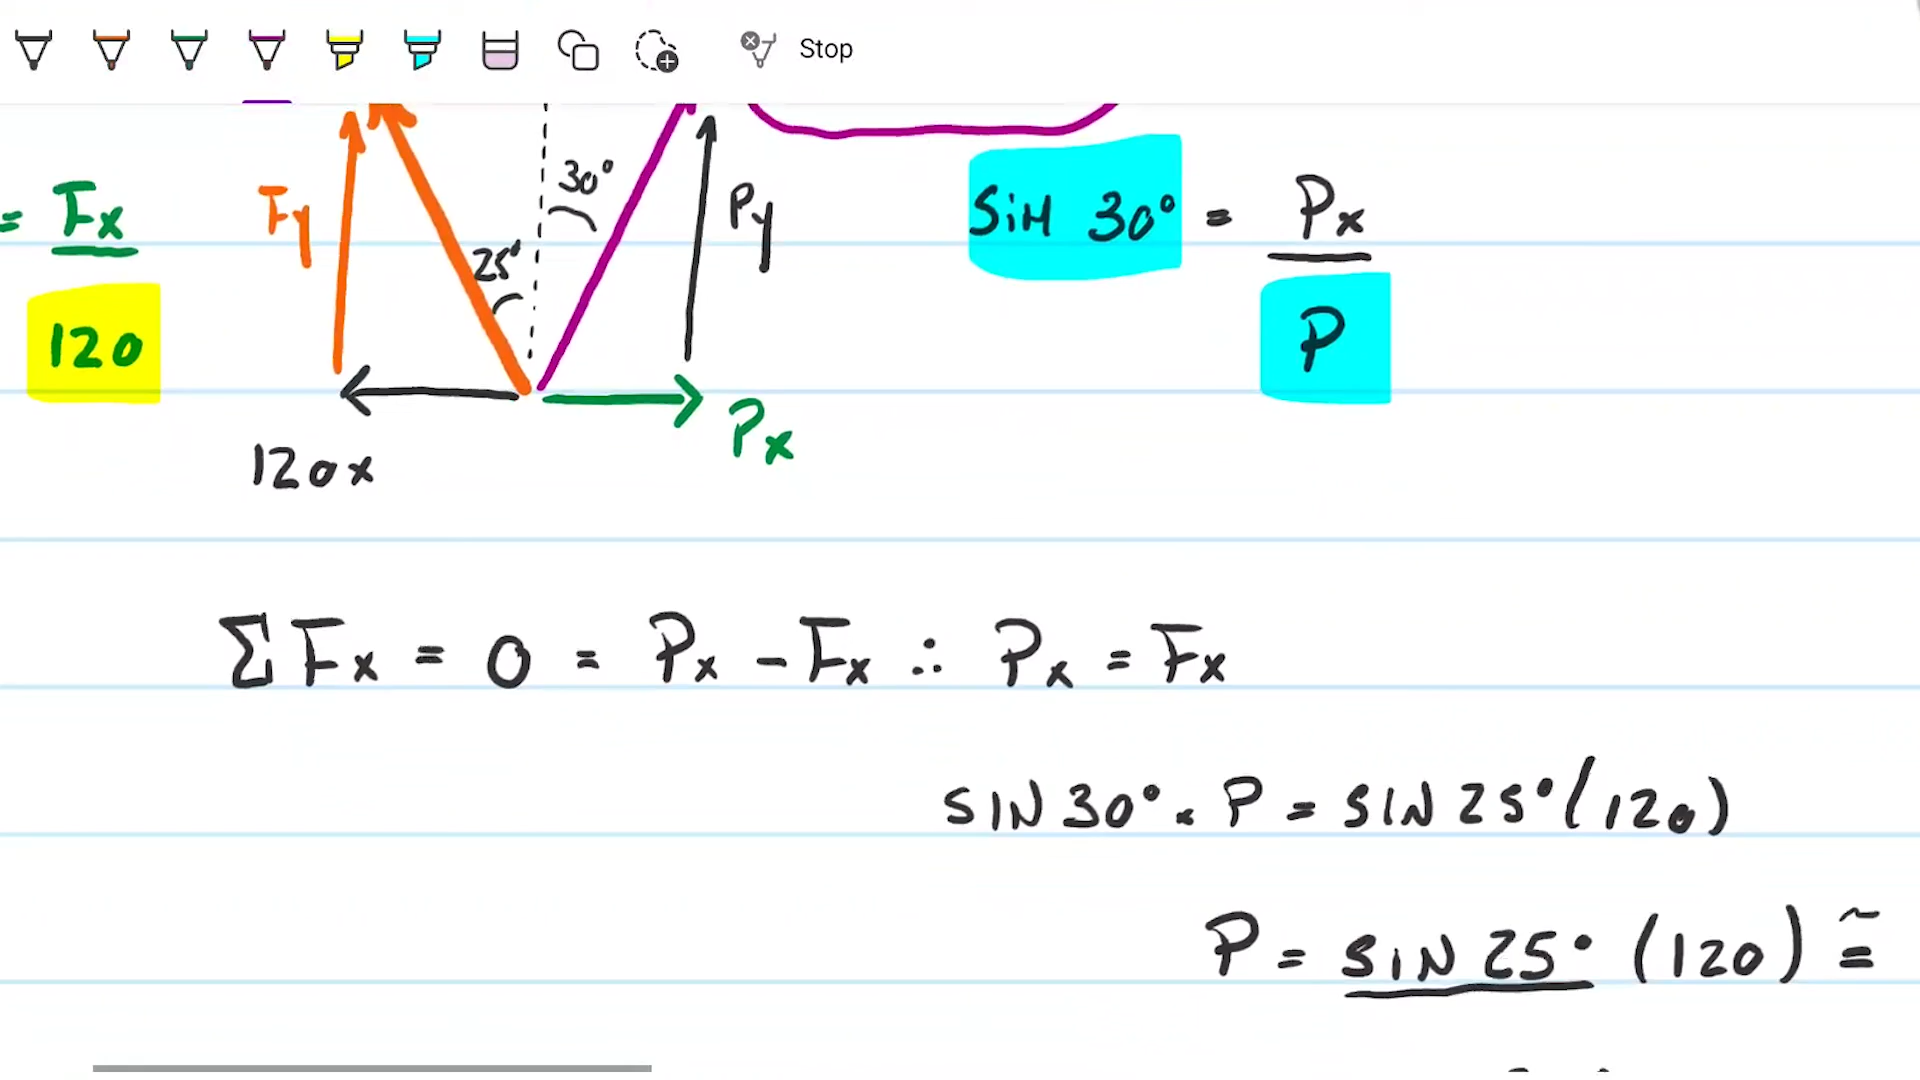 Stop
30°
= Fx
Fy
Py
SiH 30° = Px
25°
120
P
Px
120x
ΣFx = 0 = Px - Fx ∴ Px = Fx
SIN 30° . P = SIN 25° (120)
P = SiN 25° (120) ≅